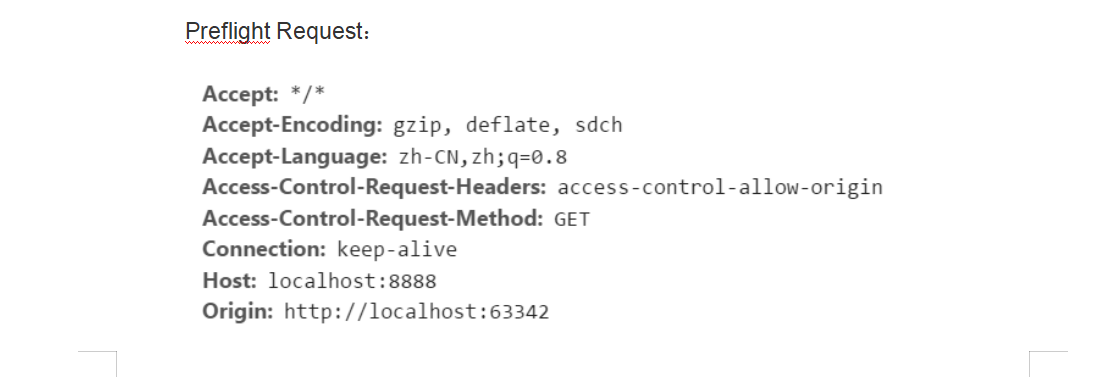 Preflight Request：
Accept: */*
Accept-Encoding: gzip, deflate, sdch
Accept-Language: zh-CN,zh;q=0.8
Access-Control-Request-Headers: access-control-allow-origin
Access-Control-Request-Method: GET
Connection: keep-alive
Host: localhost:8888
Origin: http://localhost:63342